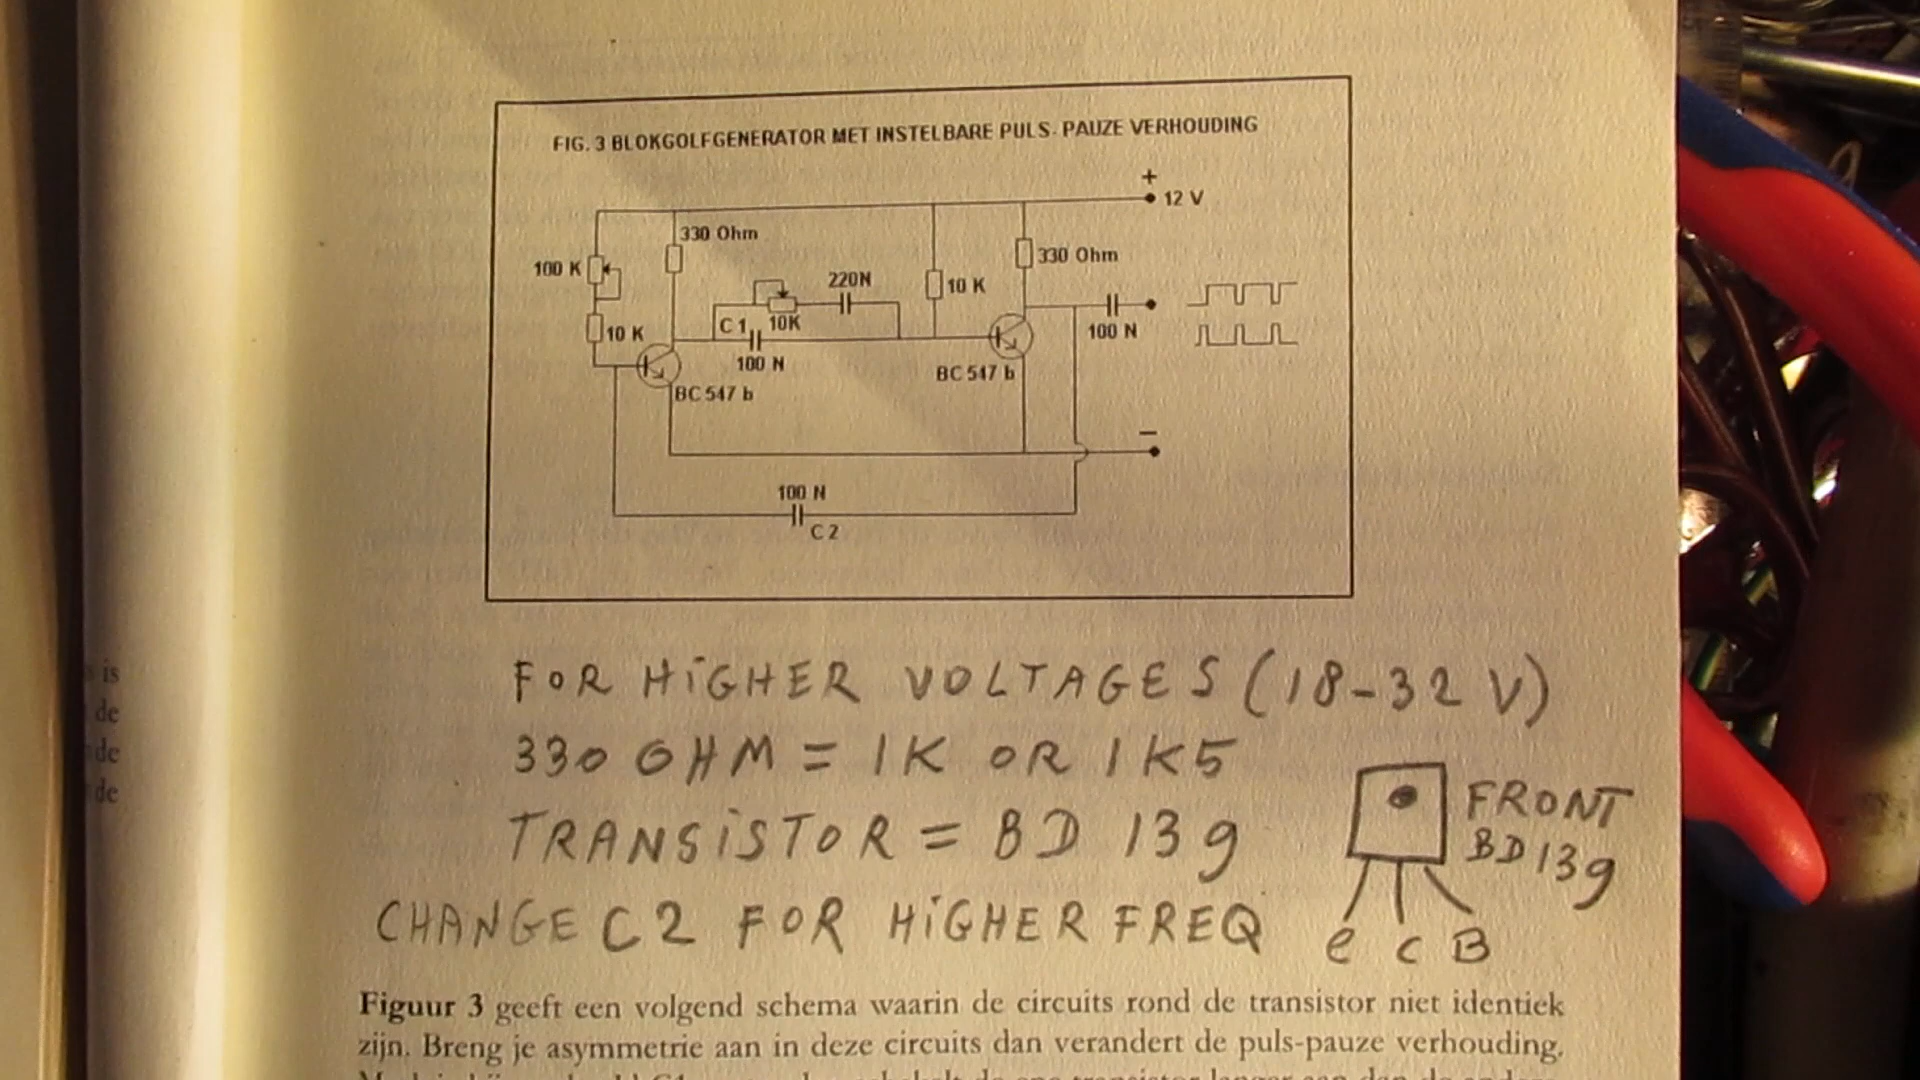 FIG. 3 BLOKGOLFGENERATOR MET INSTELBARE PULS- PAUZE VERHOUDING
+
12 V
330 Ohm
330 Ohm
100 K
220N
10 K
C 1
10K
10 K
100 N
100 N
BC 547 b
BC 547 b
–
100 N
C 2
FOR HiGHER VOLTAGES (18-32 V)
330 OHM = 1K OR 1K5
TRANSiSTOR = BD 139
FRONT
BD 139
CHANGE C2 FOR HiGHER FREQ
e C B
is
de
de
de
Figuur 3 geeft een volgend schema waarin de circuits rond de transistor niet identiek
zijn. Breng je asymmetrie aan in deze circuits dan verandert de puls-pauze verhouding.